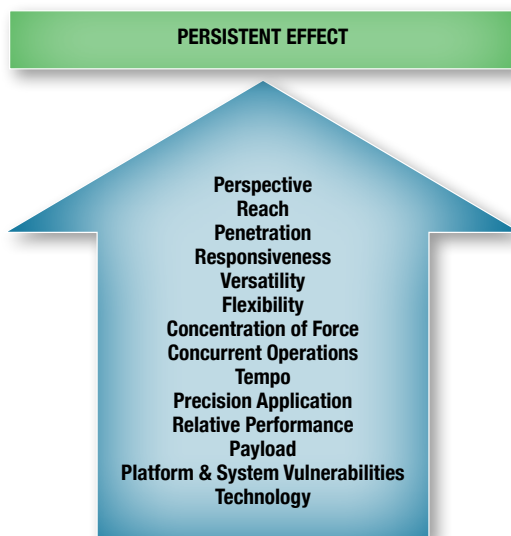 PERSISTENT EFFECT
Perspective
Reach
Penetration
Responsiveness
Versatility
Flexibility
Concentration of Force
Concurrent Operations
Tempo
Precision Application
Relative Performance
Payload
Platform & System Vulnerabilities
Technology